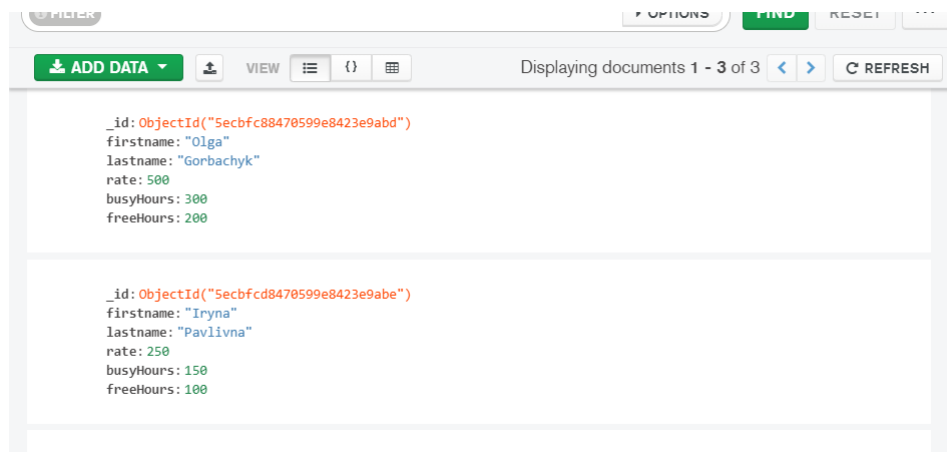 FILTER
OPTIONS FIND RESET ...
ADD DATA VIEW {} Displaying documents 1 - 3 of 3 < > REFRESH
_id: ObjectId("5ecbfc88470599e8423e9abd")
firstname: "Olga"
lastname: "Gorbachyk"
rate: 500
busyHours: 300
freeHours: 200
_id: ObjectId("5ecbfcd8470599e8423e9abe")
firstname: "Iryna"
lastname: "Pavlivna"
rate: 250
busyHours: 150
freeHours: 100